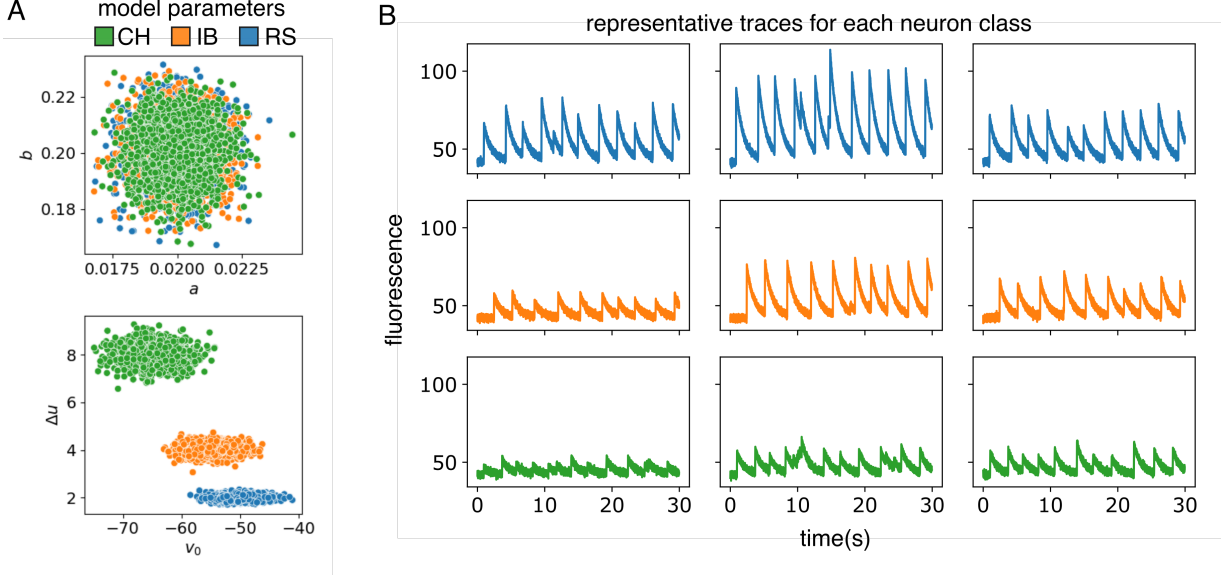 A
model parameters
CH IB RS
0.22
0.20
0.18
b
0.0175 0.0200 0.0225
a
8
6
4
2
Δu
−70 −60 −50 −40
v₀
B
representative traces for each neuron class
fluorescence
100
50
100
50
100
50
0 10 20 30
0 10 20 30
0 10 20 30
time(s)